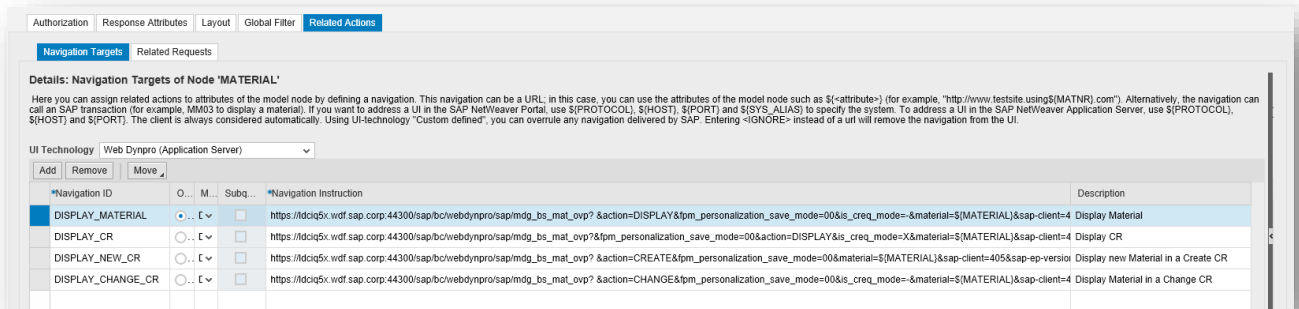 Authorization Response Attributes Layout Global Filter Related Actions
Navigation Targets Related Requests
Details: Navigation Targets of Node 'MATERIAL'
Here you can assign related actions to attributes of the model node by defining a navigation. This navigation can be a URL; in this case, you can use the attributes of the model node such as ${<attribute>} (for example, "http://www.testsite.using${MATNR}.com"). Alternatively, the navigation can
call an SAP transaction (for example, MM03 to display a material). If you want to address a UI in the SAP NetWeaver Portal, use ${PROTOCOL}, ${HOST}, ${PORT} and ${SYS_ALIAS} to specify the system. To address a UI in the SAP NetWeaver Application Server, use ${PROTOCOL},
${HOST} and ${PORT}. The client is always considered automatically. Using UI-technology "Custom defined", you can overrule any navigation delivered by SAP. Entering <IGNORE> instead of a url will remove the navigation from the UI.
UI Technology Web Dynpro (Application Server)
Add Remove Move
*Navigation ID O... M... Subq... *Navigation Instruction Description
DISPLAY_MATERIAL https://ldciq5x.wdf.sap.corp:44300/sap/bc/webdynpro/sap/mdg_bs_mat_ovp? &action=DISPLAY&fpm_personalization_save_mode=00&is_creq_mode=-&material=${MATERIAL}&sap-client=4 Display Material
DISPLAY_CR https://ldciq5x.wdf.sap.corp:44300/sap/bc/webdynpro/sap/mdg_bs_mat_ovp?&fpm_personalization_save_mode=00&action=DISPLAY&is_creq_mode=X&material=${MATERIAL}&sap-client=4 Display CR
DISPLAY_NEW_CR https://ldciq5x.wdf.sap.corp:44300/sap/bc/webdynpro/sap/mdg_bs_mat_ovp? &action=CREATE&fpm_personalization_save_mode=00&material=${MATERIAL}&sap-client=405&sap-ep-version Display new Material in a Create CR
DISPLAY_CHANGE_CR https://ldciq5x.wdf.sap.corp:44300/sap/bc/webdynpro/sap/mdg_bs_mat_ovp? &action=CHANGE&fpm_personalization_save_mode=00&is_creq_mode=-&material=${MATERIAL}&sap-client=4 Display Material in a Change CR